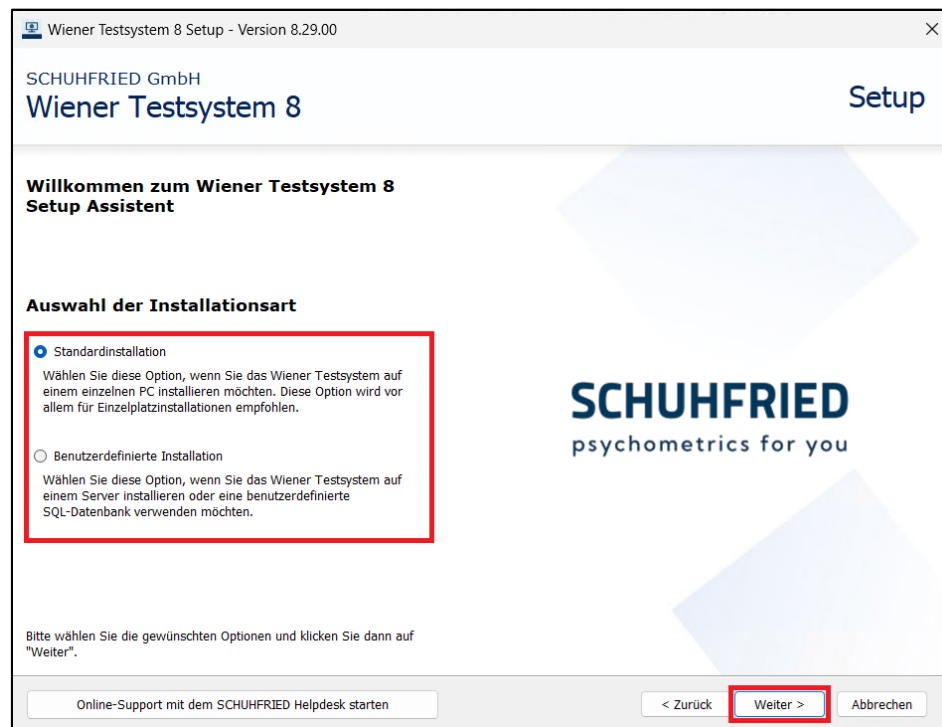 Wiener Testsystem 8 Setup - Version 8.29.00
SCHUHFRIED GmbH
Wiener Testsystem 8
Setup
Willkommen zum Wiener Testsystem 8
Setup Assistent
Auswahl der Installationsart
Standardinstallation
Wählen Sie diese Option, wenn Sie das Wiener Testsystem auf
einem einzelnen PC installieren möchten. Diese Option wird vor
allem für Einzelplatzinstallationen empfohlen.
Benutzerdefinierte Installation
Wählen Sie diese Option, wenn Sie das Wiener Testsystem auf
einem Server installieren oder eine benutzerdefinierte
SQL-Datenbank verwenden möchten.
SCHUHFRIED
psychometrics for you
Bitte wählen Sie die gewünschten Optionen und klicken Sie dann auf
"Weiter".
Online-Support mit dem SCHUHFRIED Helpdesk starten
< Zurück
Weiter >
Abbrechen